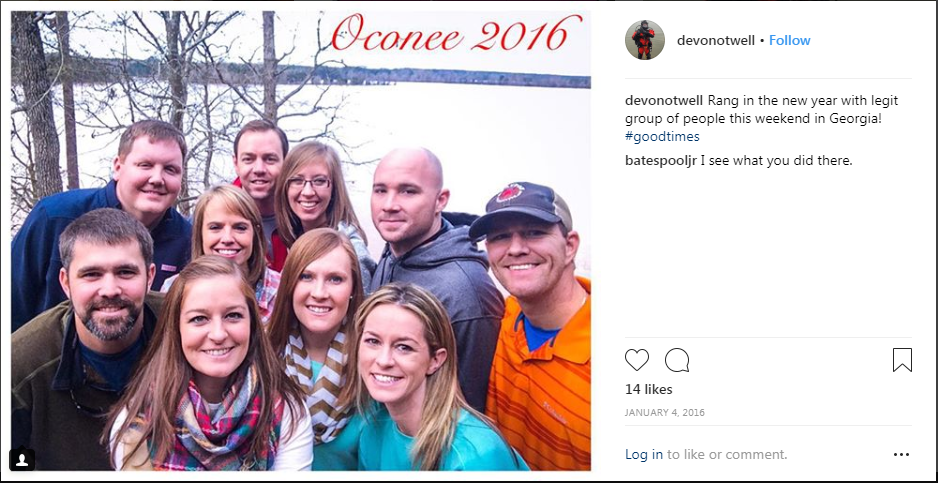 Oconee 2016
devonotwell • Follow
devonotwell Rang in the new year with legit
group of people this weekend in Georgia!
#goodtimes
batespooljr I see what you did there.
14 likes
JANUARY 4, 2016
Log in to like or comment.